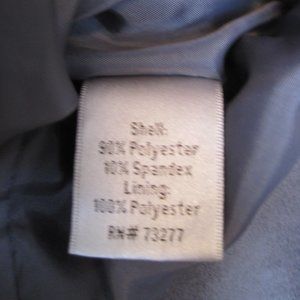 Shell:
90% Polyester
10% Spandex
Lining:
100% Polyester
RN# 73277